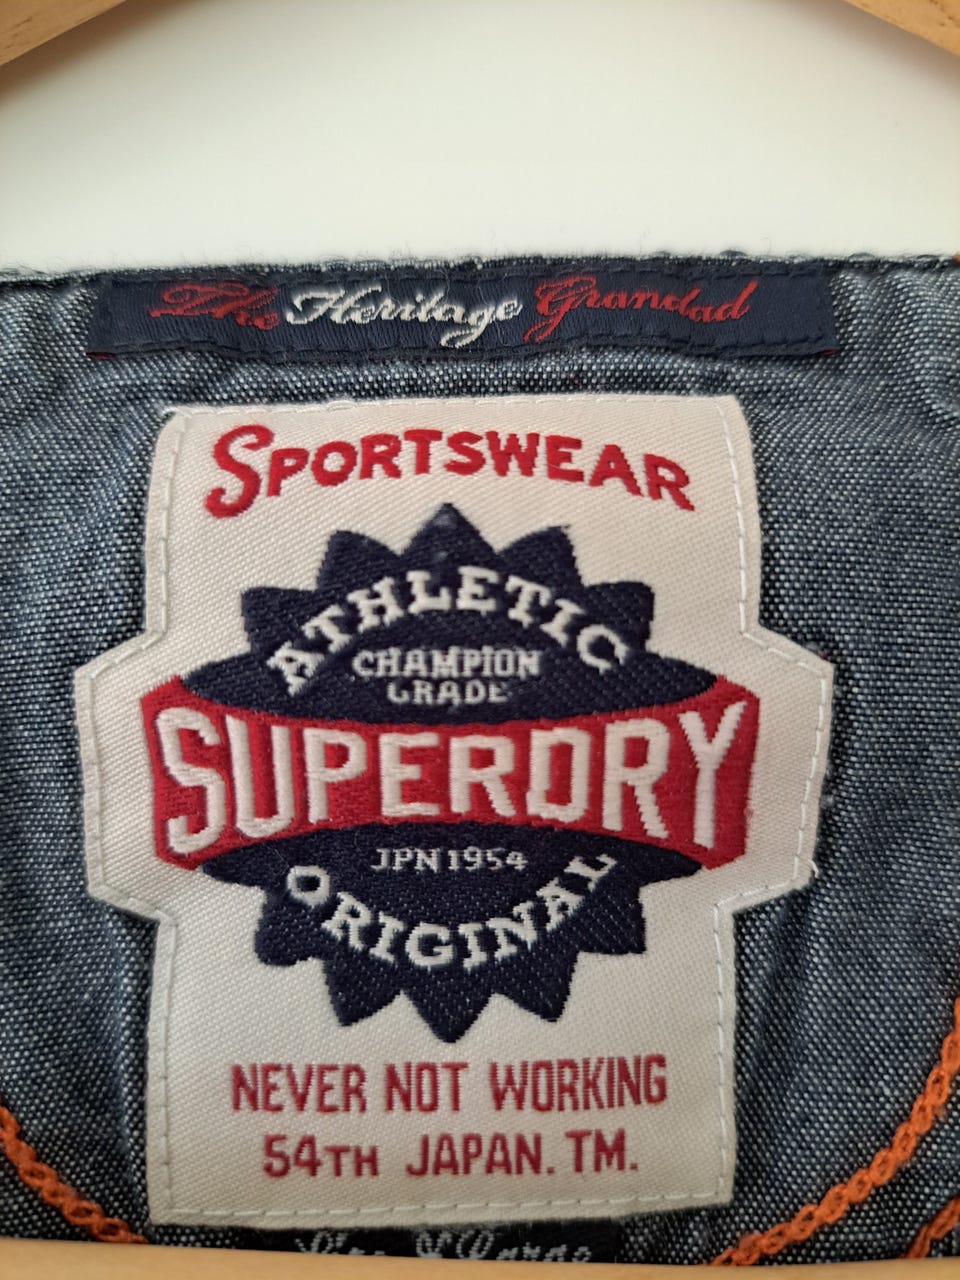 The Heritage Grandad
SPORTSWEAR
ATHLETIC
CHAMPION
GRADE
SUPERDRY
JPN 1954
ORIGINAL
NEVER NOT WORKING
54TH JAPAN. TM.